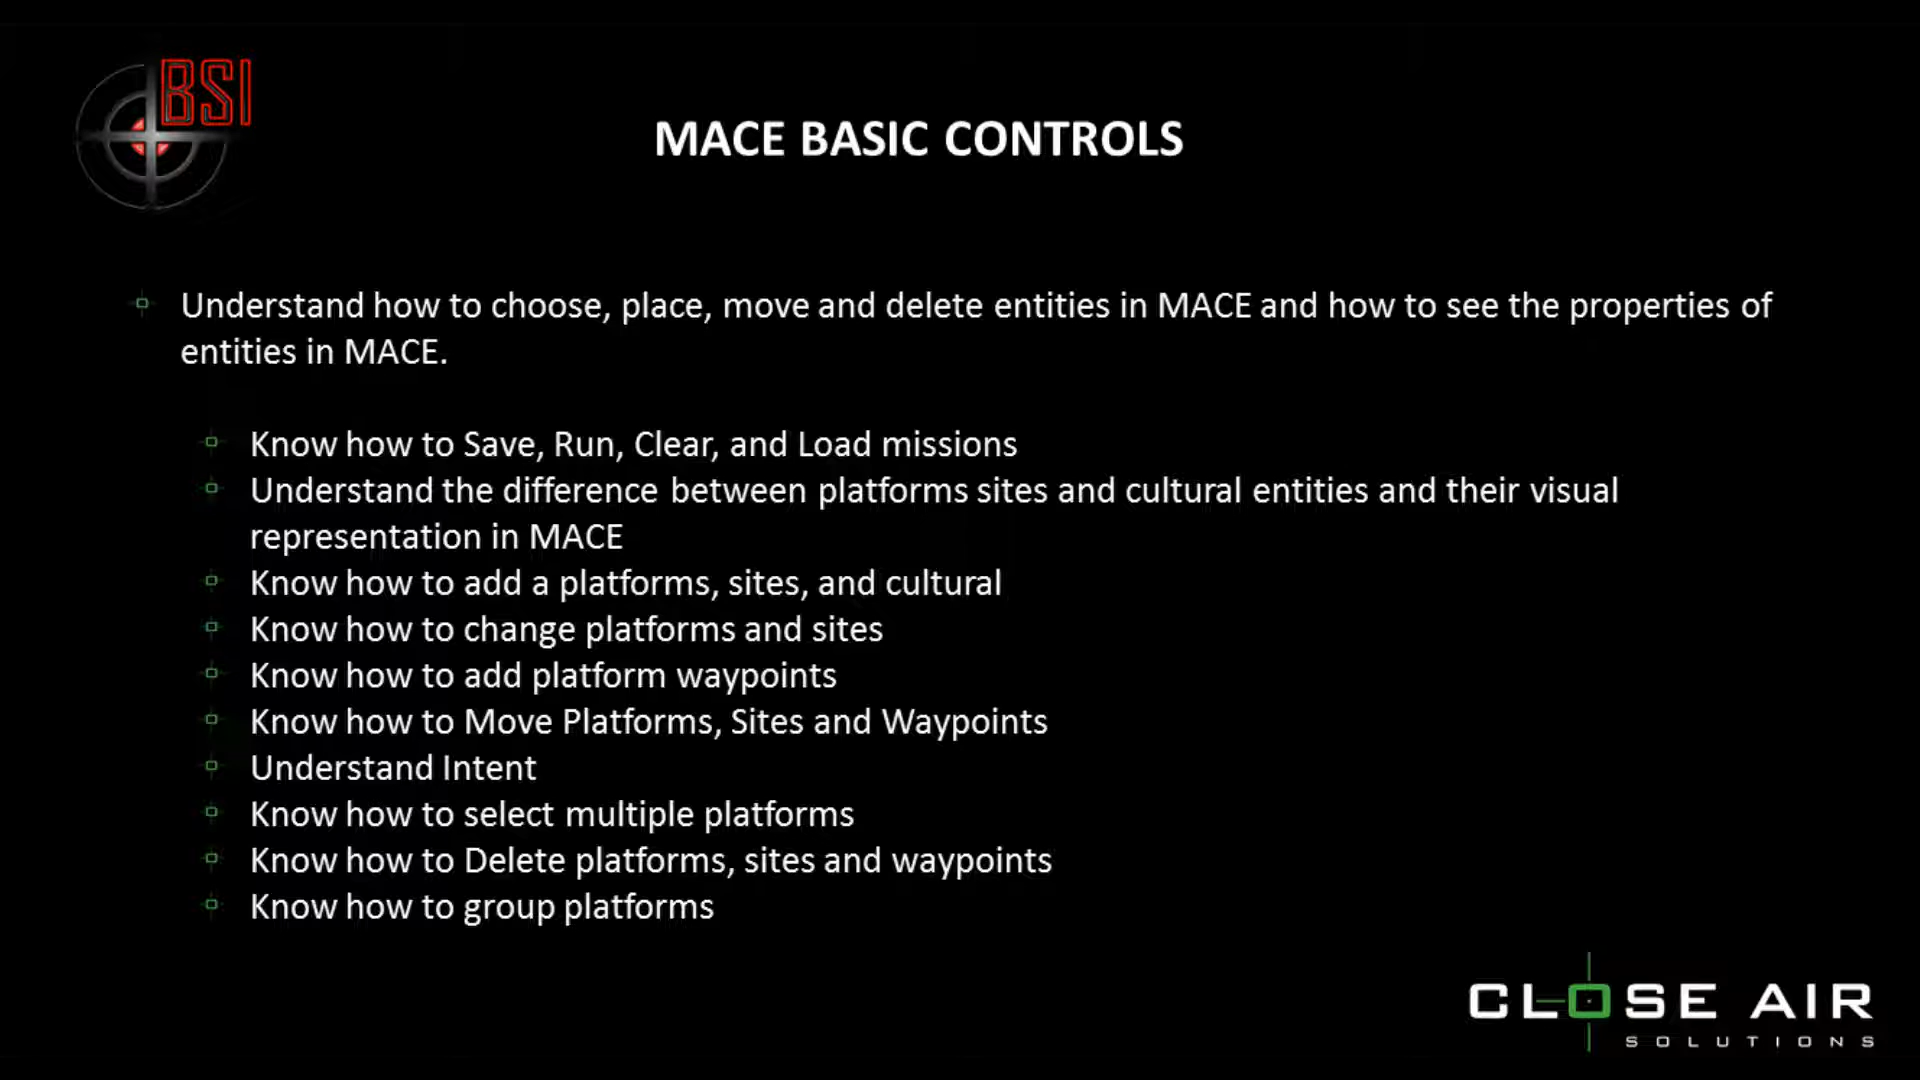 BSI
MACE BASIC CONTROLS
Understand how to choose, place, move and delete entities in MACE and how to see the properties of
entities in MACE.
Know how to Save, Run, Clear, and Load missions
Understand the difference between platforms sites and cultural entities and their visual
representation in MACE
Know how to add a platforms, sites, and cultural
Know how to change platforms and sites
Know how to add platform waypoints
Know how to Move Platforms, Sites and Waypoints
Understand Intent
Know how to select multiple platforms
Know how to Delete platforms, sites and waypoints
Know how to group platforms
CLOSE AIR
SOLUTIONS